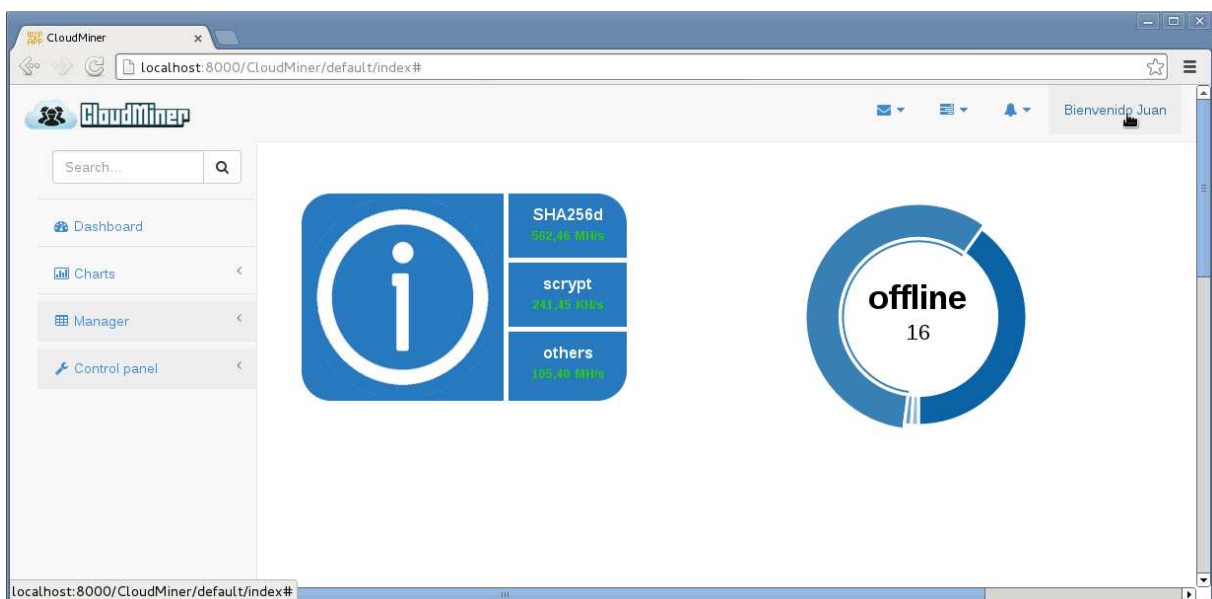 CloudMiner
localhost:8000/CloudMiner/default/index#
CloudMiner
Bienvenido Juan
Search...
Dashboard
Charts
Manager
Control panel
SHA256d
562,46 MH/s
scrypt
241,45 KH/s
others
105,40 MH/s
offline
16
localhost:8000/CloudMiner/default/index#